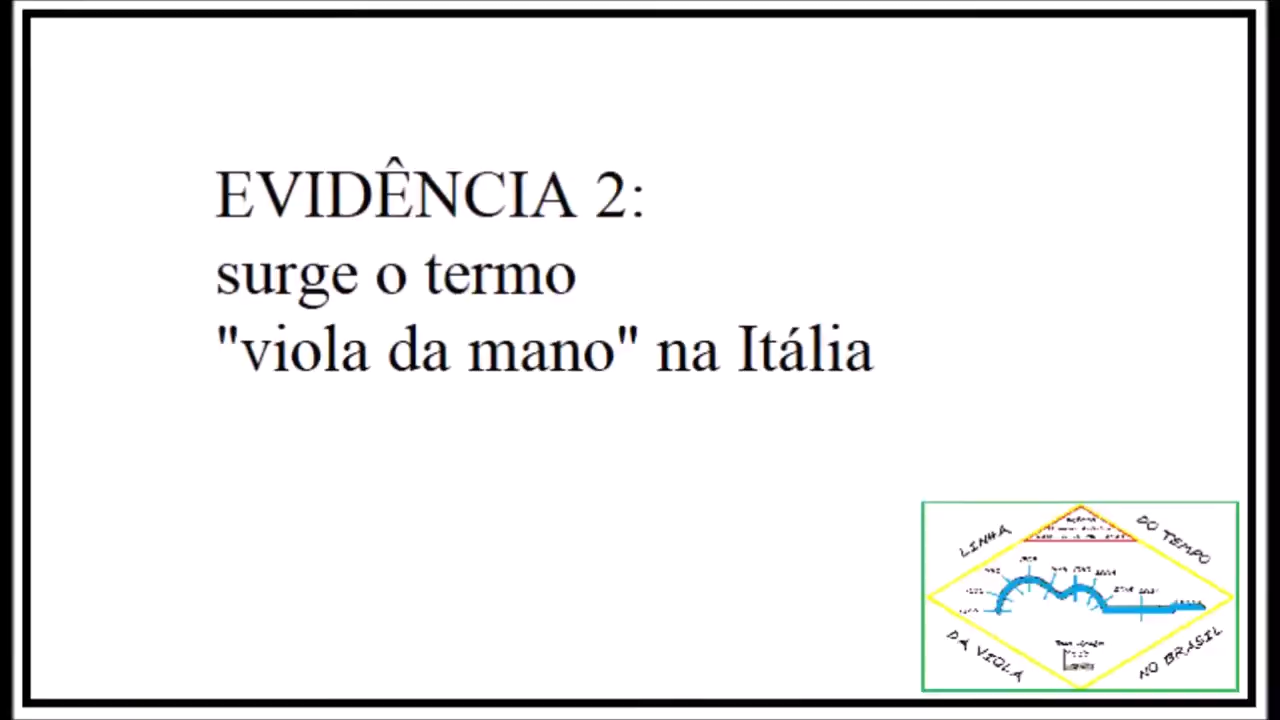 EVIDÊNCIA 2:
surge o termo
"viola da mano" na Itália
LINHA
DO TEMPO
DA VIOLA
NO BRASIL